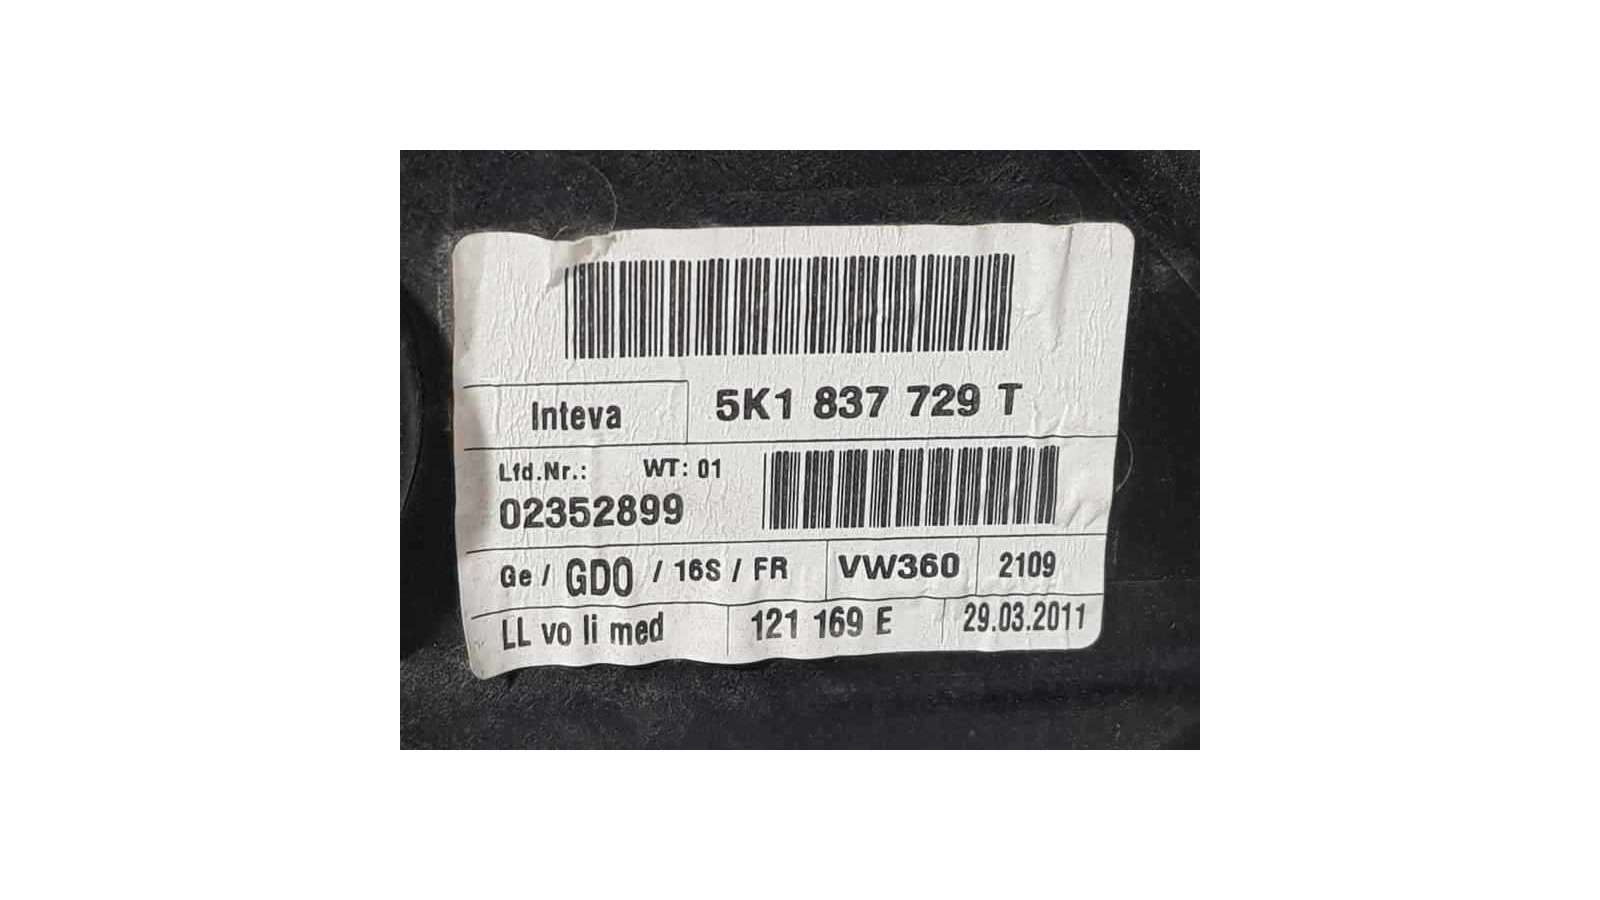 Inteva 5K1 837 729 T
Lfd.Nr.: WT: 01
02352899
Ge / GDO / 16S / FR VW360 2109
LL vo li med 121 169 E 29.03.2011